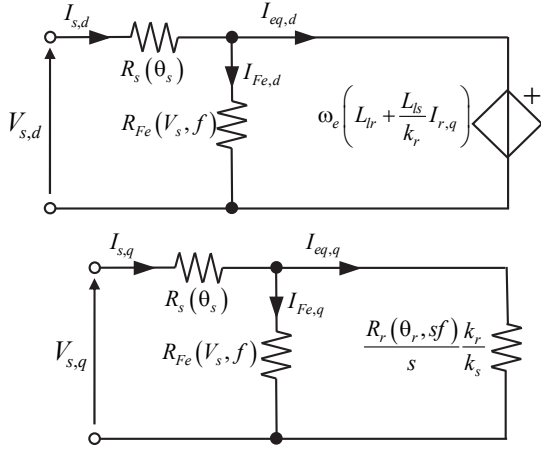 I_{s,d}
I_{eq,d}
R_s(θ_s)
I_{Fe,d}
V_{s,d}
R_{Fe}(V_s, f)
ω_e(L_{lr} + \frac{L_{ls}}{k_r} I_{r,q})
+
I_{s,q}
I_{eq,q}
R_s(θ_s)
I_{Fe,q}
V_{s,q}
R_{Fe}(V_s, f)
\frac{R_r(θ_r, sf)}{s} \frac{k_r}{k_s}